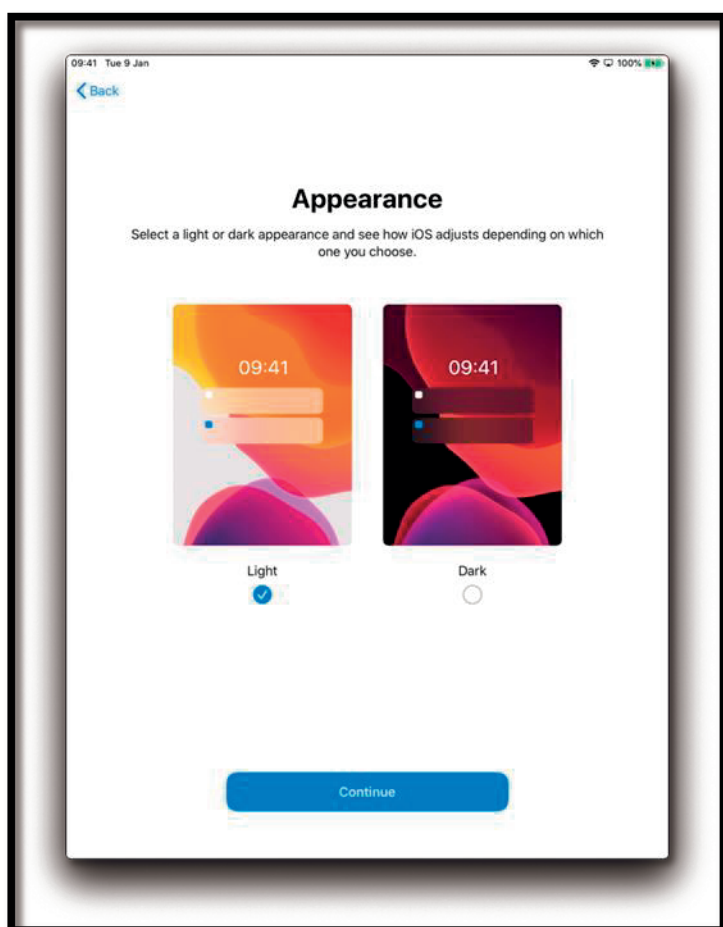 09:41 Tue 9 Jan
100%
Back
Appearance
Select a light or dark appearance and see how iOS adjusts depending on which
one you choose.
09:41
09:41
Light
Dark
Continue